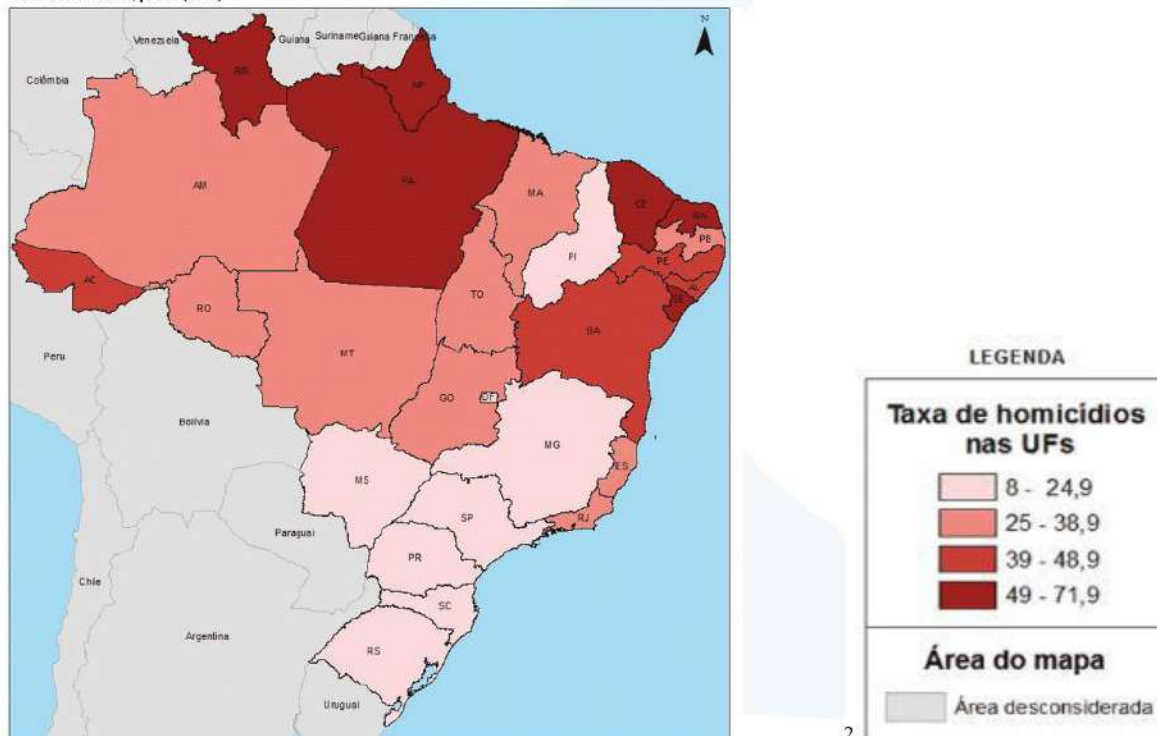 N
Venezuela
Guiana
Suriname
Guiana Francesa
Colômbia
RR
AP
AM
PA
MA
CE
RN
PB
PI
PE
AL
SE
AC
RO
TO
BA
MT
Peru
GO
DF
Bolívia
MG
ES
MS
SP
RJ
Paraguai
PR
Chile
SC
Argentina
RS
Uruguai
LEGENDA
Taxa de homicídios
nas UFs
8 - 24,9
25 - 38,9
39 - 48,9
49 - 71,9
Área do mapa
Área desconsiderada
2